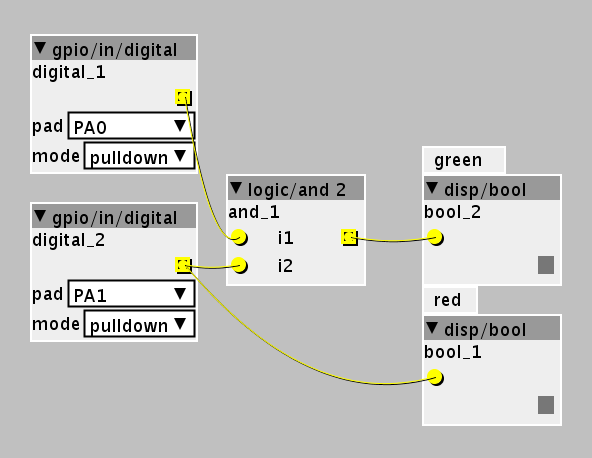 ▼ gpio/in/digital
digital_1
pad PA0 ▼
mode pulldown ▼
▼ gpio/in/digital
digital_2
pad PA1 ▼
mode pulldown ▼
▼ logic/and 2
and_1
i1
i2
green
▼ disp/bool
bool_2
red
▼ disp/bool
bool_1